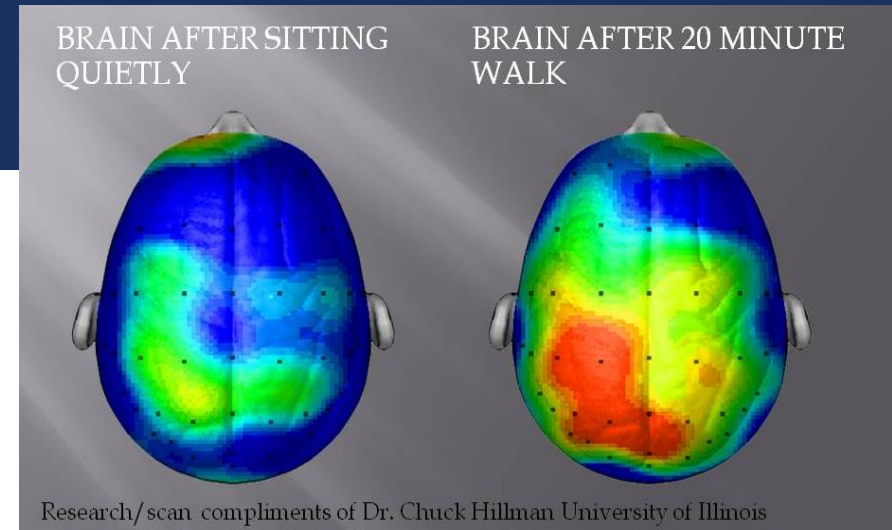 BRAIN AFTER SITTING
QUIETLY
BRAIN AFTER 20 MINUTE
WALK
Research/scan compliments of Dr. Chuck Hillman University of Illinois